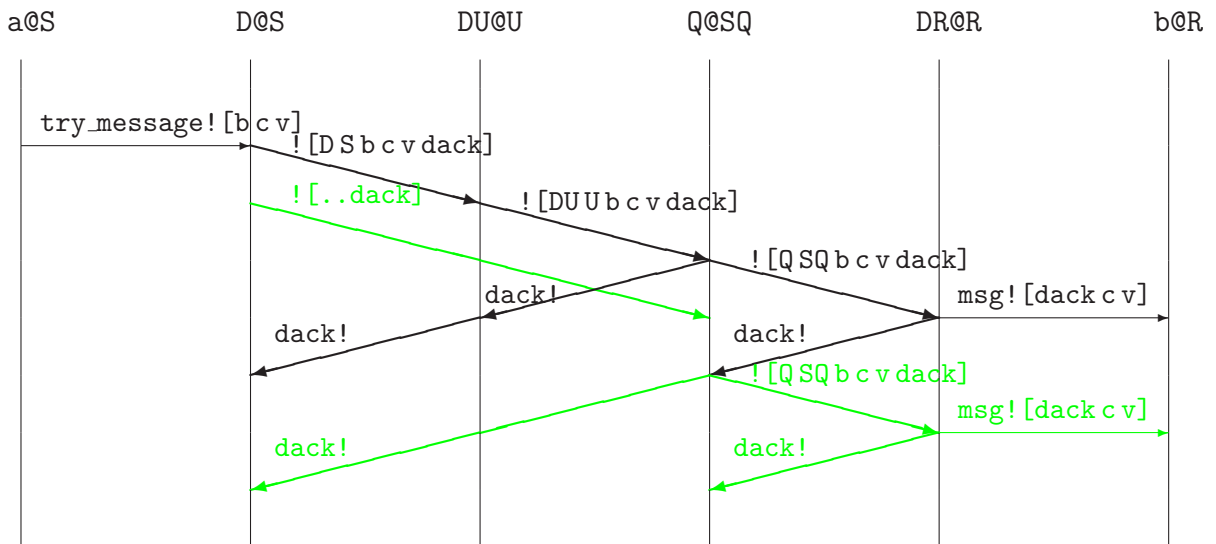 a@S D@S DU@U Q@SQ DR@R b@R
try_message![b c v]
![D S b c v dack]
![..dack]
![DU U b c v dack]
![Q SQ b c v dack]
dack!
msg![dack c v]
dack!
dack!
![Q SQ b c v dack]
msg![dack c v]
dack!
dack!